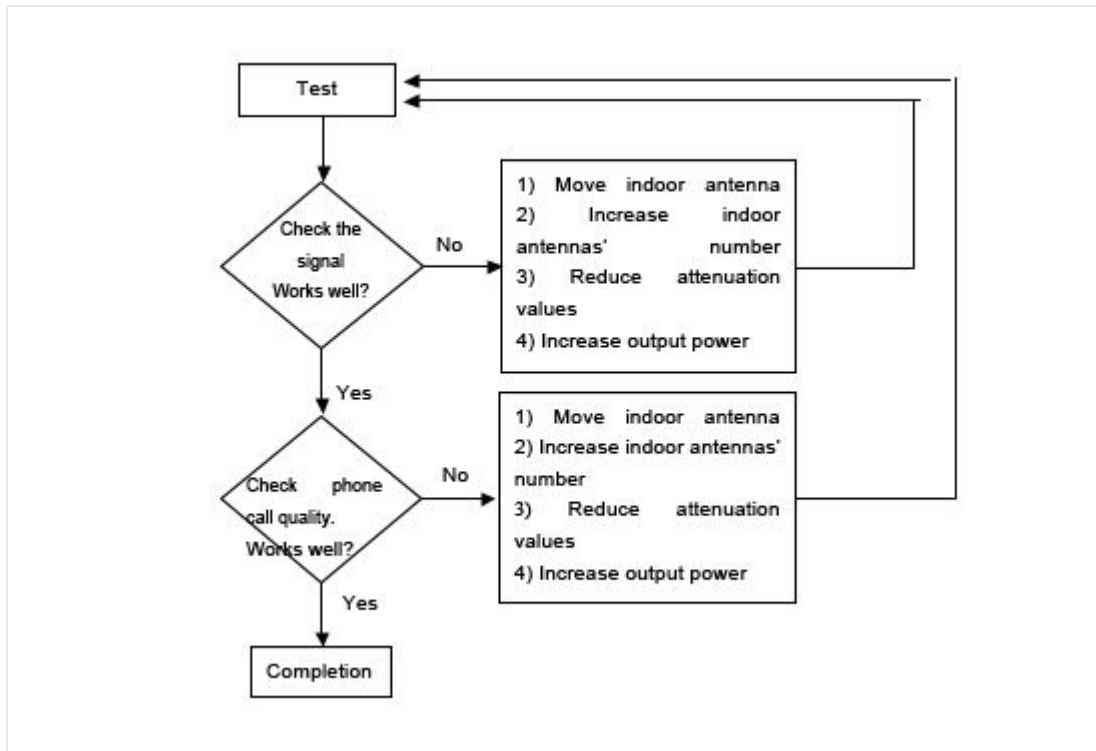 Test
Check the
signal
Works well?
No
1) Move indoor antenna
2) Increase indoor
antennas' number
3) Reduce attenuation
values
4) Increase output power
Yes
Check phone
call quality.
Works well?
No
1) Move indoor antenna
2) Increase indoor antennas'
number
3) Reduce attenuation
values
4) Increase output power
Yes
Completion